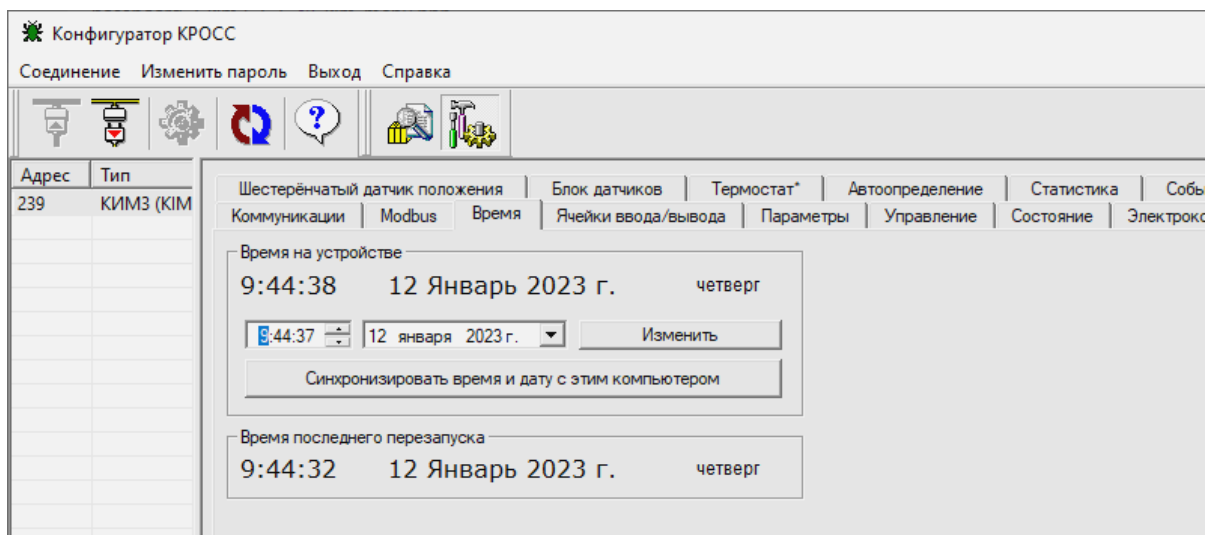 Конфигуратор КРОСС
Соединение Изменить пароль Выход Справка
Адрес Тип
239 КИМ3 (KIM
Шестерёнчатый датчик положения Блок датчиков Термостат* Автоопределение Статистика
Коммуникации Modbus Время Ячейки ввода/вывода Параметры Управление Состояние
Время на устройстве
9:44:38 12 Январь 2023 г. четверг
9:44:37 12 января 2023 г. Изменить
Синхронизировать время и дату с этим компьютером
Время последнего перезапуска
9:44:32 12 Январь 2023 г. четверг